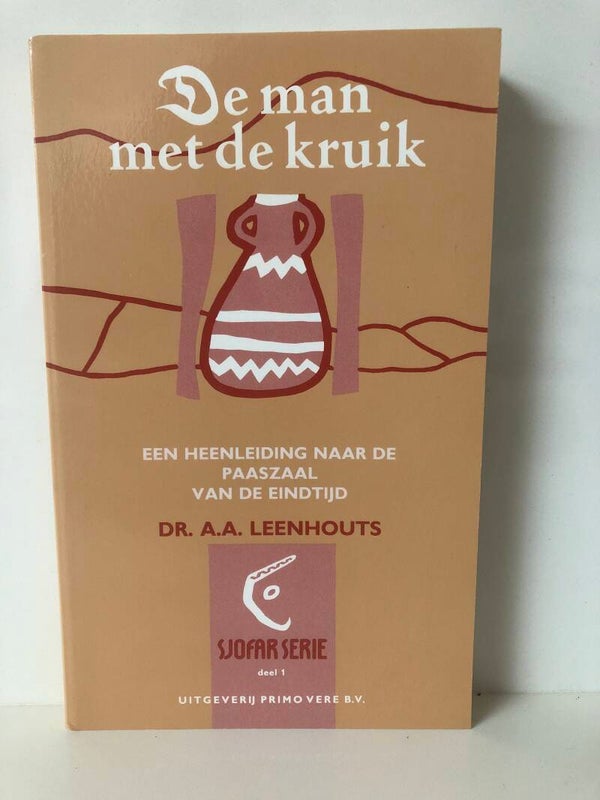 De man
met de kruik
EEN HEENLEIDING NAAR DE
PAASZAAL
VAN DE EINDTIJD
DR. A.A. LEENHOUTS
SJOFAR SERIE
deel 1
UITGEVERIJ PRIMO VERE B.V.